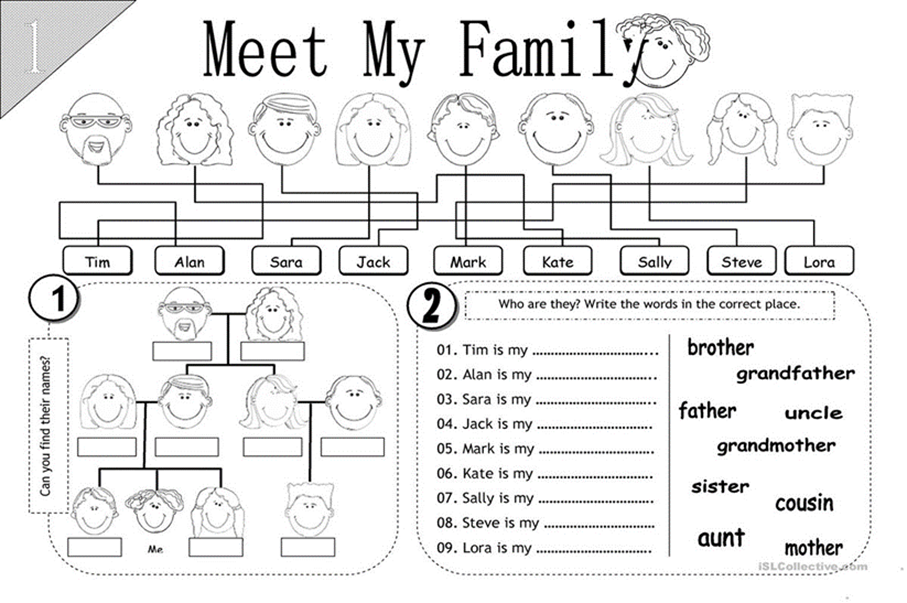 1
Meet My Family
Tim
Alan
Sara
Jack
Mark
Kate
Sally
Steve
Lora
1
Can you find their names?
Me
2
Who are they? Write the words in the correct place.
01. Tim is my .................................
02. Alan is my .................................
03. Sara is my .................................
04. Jack is my .................................
05. Mark is my .................................
06. Kate is my .................................
07. Sally is my .................................
08. Steve is my .................................
09. Lora is my .................................
brother
grandfather
father uncle
grandmother
sister
cousin
aunt
mother
iSLCollective.com